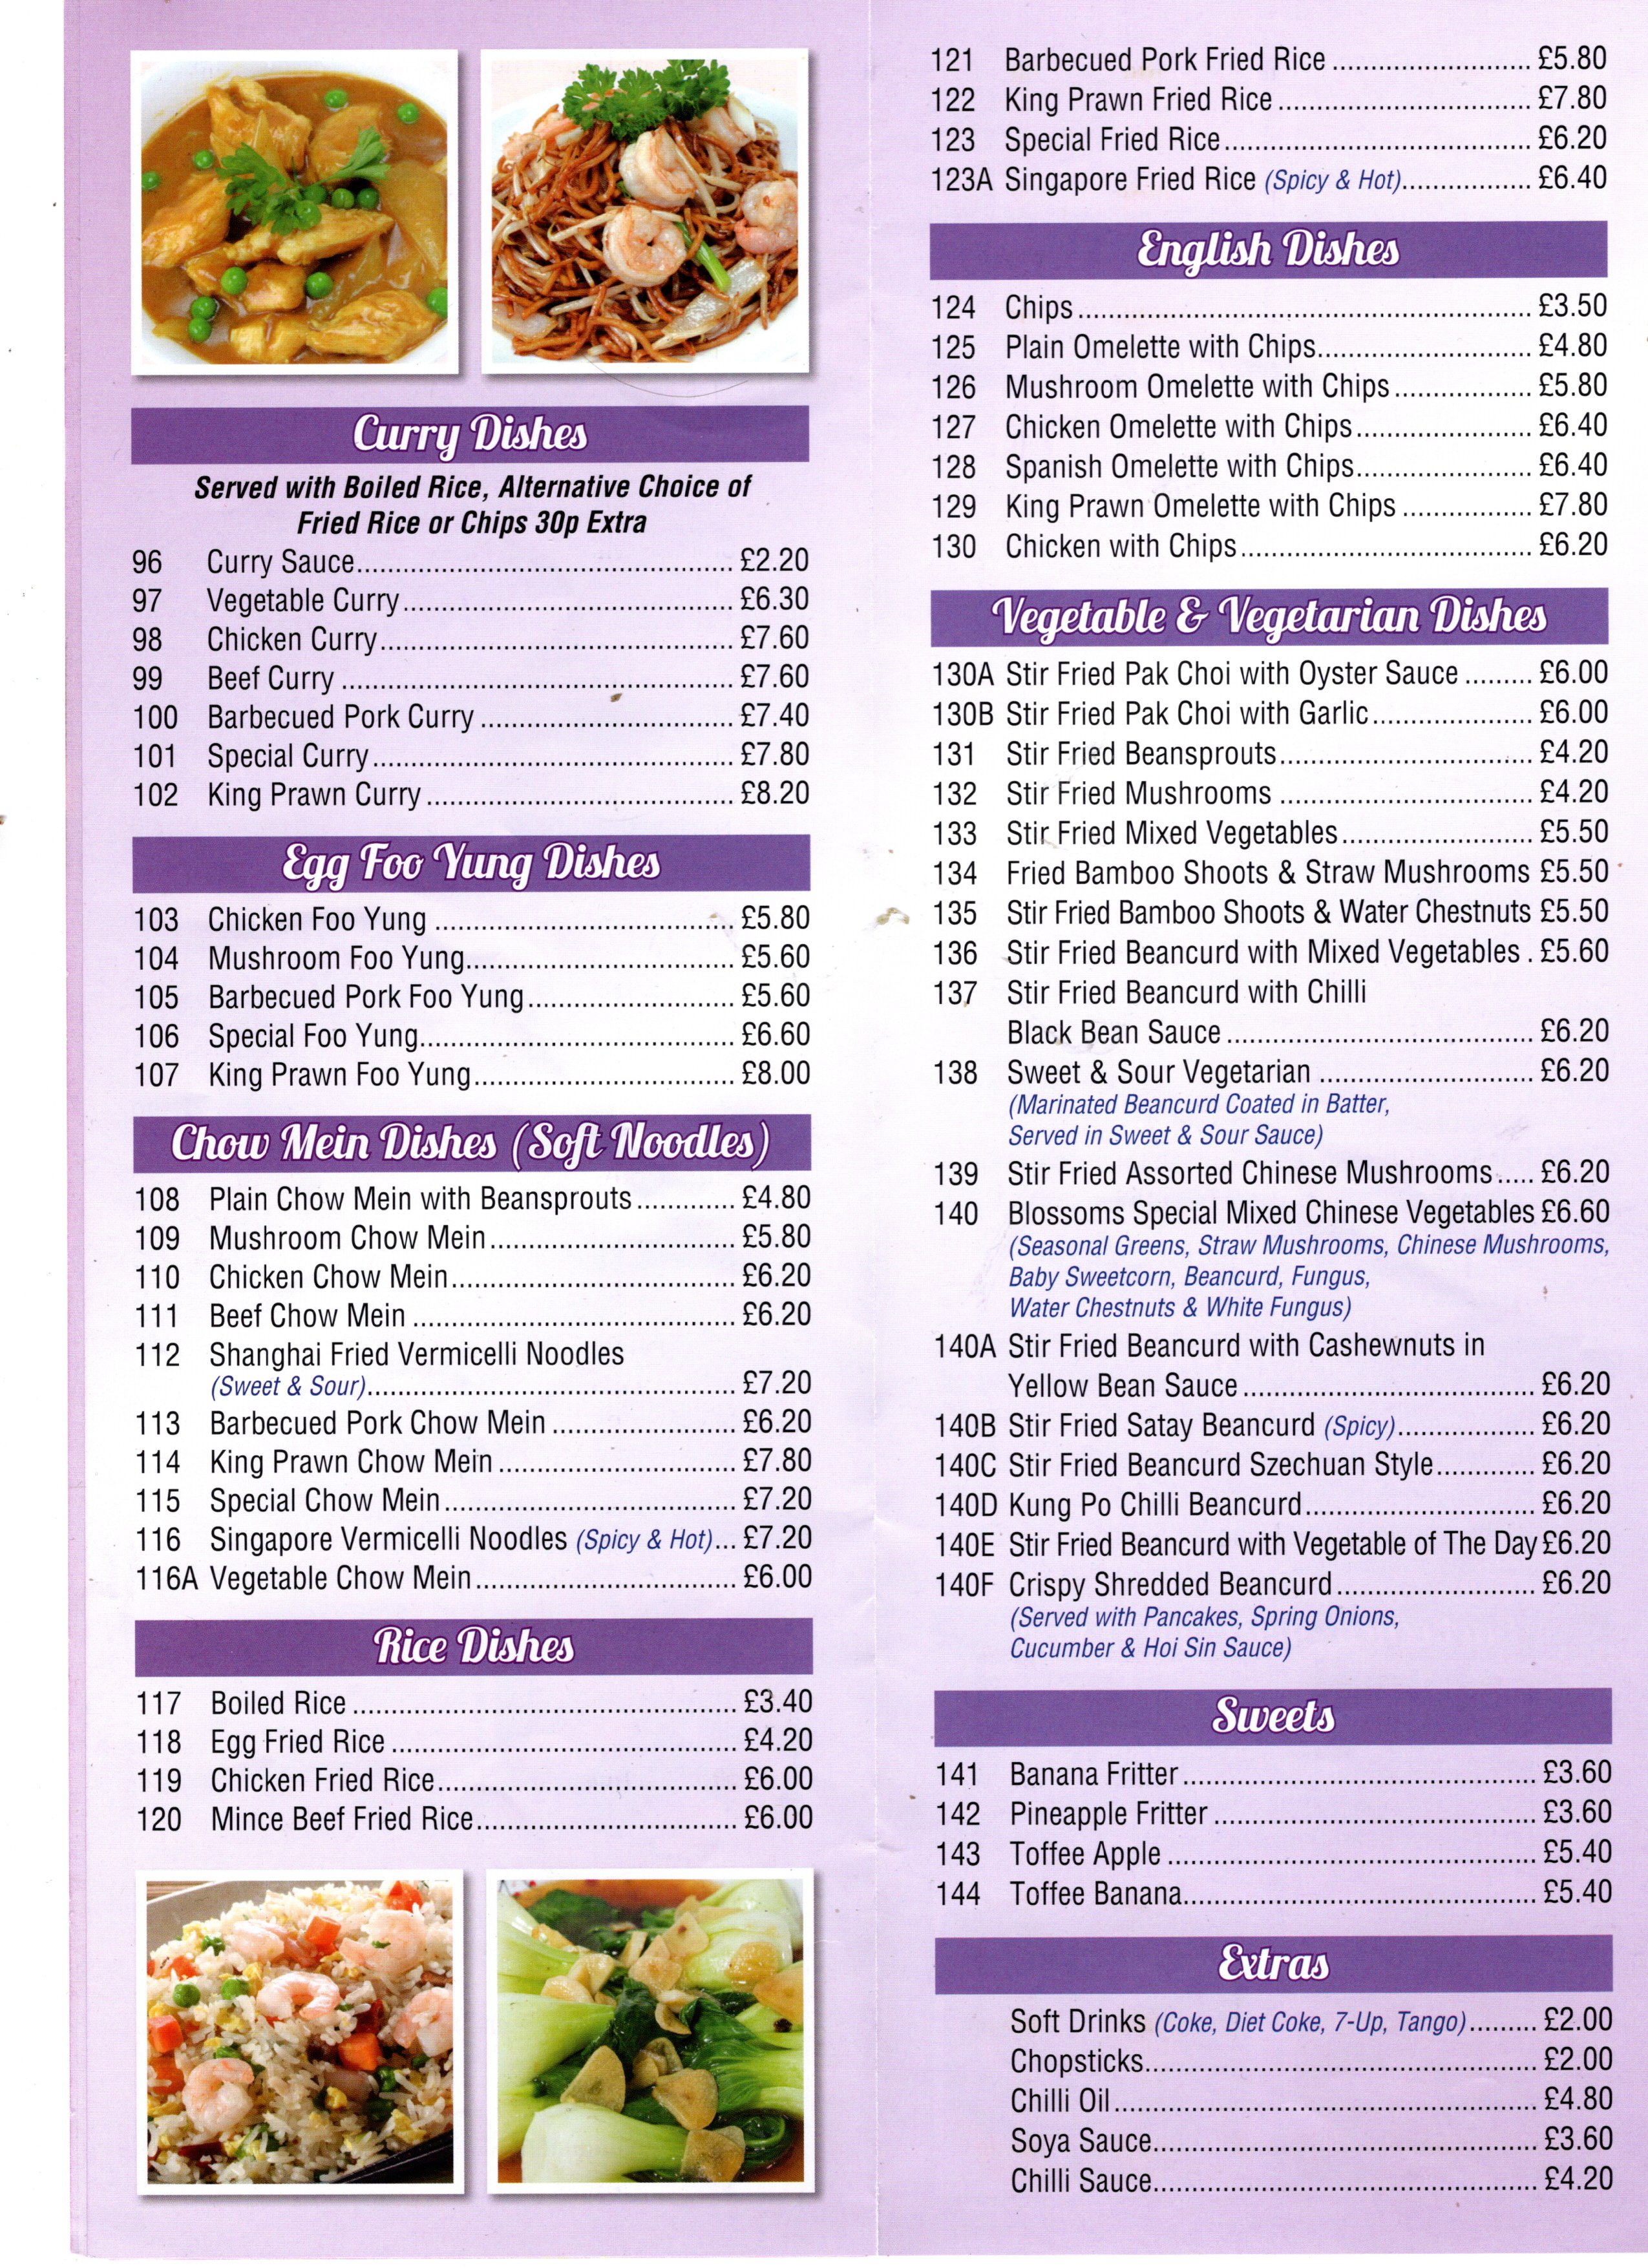 Curry Dishes
Served with Boiled Rice, Alternative Choice of
Fried Rice or Chips 30p Extra
96 Curry Sauce £2.20
97 Vegetable Curry £6.30
98 Chicken Curry £7.60
99 Beef Curry £7.60
100 Barbecued Pork Curry £7.40
101 Special Curry £7.80
102 King Prawn Curry £8.20
Egg Foo Yung Dishes
103 Chicken Foo Yung £5.80
104 Mushroom Foo Yung £5.60
105 Barbecued Pork Foo Yung £5.60
106 Special Foo Yung £6.60
107 King Prawn Foo Yung £8.00
Chow Mein Dishes (Soft Noodles)
108 Plain Chow Mein with Beansprouts £4.80
109 Mushroom Chow Mein £5.80
110 Chicken Chow Mein £6.20
111 Beef Chow Mein £6.20
112 Shanghai Fried Vermicelli Noodles
(Sweet & Sour) £7.20
113 Barbecued Pork Chow Mein £6.20
114 King Prawn Chow Mein £7.80
115 Special Chow Mein £7.20
116 Singapore Vermicelli Noodles (Spicy & Hot) £7.20
116A Vegetable Chow Mein £6.00
Rice Dishes
117 Boiled Rice £3.40
118 Egg Fried Rice £4.20
119 Chicken Fried Rice £6.00
120 Mince Beef Fried Rice £6.00
121 Barbecued Pork Fried Rice £5.80
122 King Prawn Fried Rice £7.80
123 Special Fried Rice £6.20
123A Singapore Fried Rice (Spicy & Hot) £6.40
English Dishes
124 Chips £3.50
125 Plain Omelette with Chips £4.80
126 Mushroom Omelette with Chips £5.80
127 Chicken Omelette with Chips £6.40
128 Spanish Omelette with Chips £6.40
129 King Prawn Omelette with Chips £7.80
130 Chicken with Chips £6.20
Vegetable & Vegetarian Dishes
130A Stir Fried Pak Choi with Oyster Sauce £6.00
130B Stir Fried Pak Choi with Garlic £6.00
131 Stir Fried Beansprouts £4.20
132 Stir Fried Mushrooms £4.20
133 Stir Fried Mixed Vegetables £5.50
134 Fried Bamboo Shoots & Straw Mushrooms £5.50
135 Stir Fried Bamboo Shoots & Water Chestnuts £5.50
136 Stir Fried Beancurd with Mixed Vegetables £5.60
137 Stir Fried Beancurd with Chilli
Black Bean Sauce £6.20
138 Sweet & Sour Vegetarian £6.20
(Marinated Beancurd Coated in Batter,
Served in Sweet & Sour Sauce)
139 Stir Fried Assorted Chinese Mushrooms £6.20
140 Blossoms Special Mixed Chinese Vegetables £6.60
(Seasonal Greens, Straw Mushrooms, Chinese Mushrooms,
Baby Sweetcorn, Beancurd, Fungus,
Water Chestnuts & White Fungus)
140A Stir Fried Beancurd with Cashewnuts in
Yellow Bean Sauce £6.20
140B Stir Fried Satay Beancurd (Spicy) £6.20
140C Stir Fried Beancurd Szechuan Style £6.20
140D Kung Po Chilli Beancurd £6.20
140E Stir Fried Beancurd with Vegetable of The Day £6.20
140F Crispy Shredded Beancurd £6.20
(Served with Pancakes, Spring Onions,
Cucumber & Hoi Sin Sauce)
Sweets
141 Banana Fritter £3.60
142 Pineapple Fritter £3.60
143 Toffee Apple £5.40
144 Toffee Banana £5.40
Extras
Soft Drinks (Coke, Diet Coke, 7-Up, Tango) £2.00
Chopsticks £2.00
Chilli Oil £4.80
Soya Sauce £3.60
Chilli Sauce £4.20